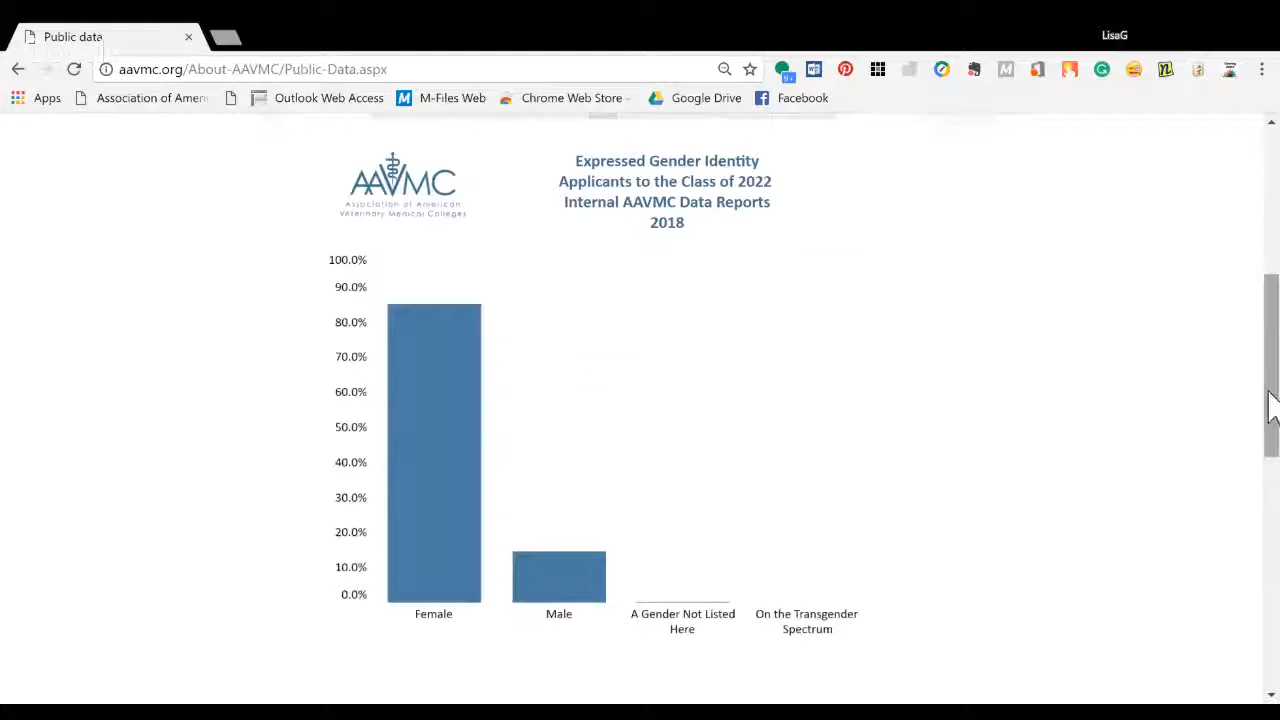 LisaG
Public data
aavmc.org/About-AAVMC/Public-Data.aspx
9+
Apps
Association of Ameri
Outlook Web Access
M-Files Web
Chrome Web Store
Google Drive
Facebook
AAVMC
Association of American
Veterinary Medical Colleges
Expressed Gender Identity
Applicants to the Class of 2022
Internal AAVMC Data Reports
2018
100.0%
90.0%
80.0%
70.0%
60.0%
50.0%
40.0%
30.0%
20.0%
10.0%
0.0%
Female
Male
A Gender Not Listed
Here
On the Transgender
Spectrum